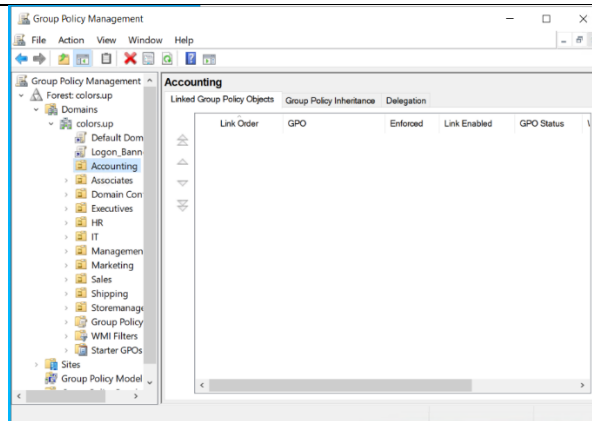 Group Policy Management
File Action View Window Help
Group Policy Management
Forest: colors.up
Domains
colors.up
Default Dom
Logon_Bann
Accounting
Associates
Domain Con
Executives
HR
IT
Managemen
Marketing
Sales
Shipping
Storemanage
Group Policy
WMI Filters
Starter GPOs
Sites
Group Policy Model
Accounting
Linked Group Policy Objects Group Policy Inheritance Delegation
Link Order GPO Enforced Link Enabled GPO Status